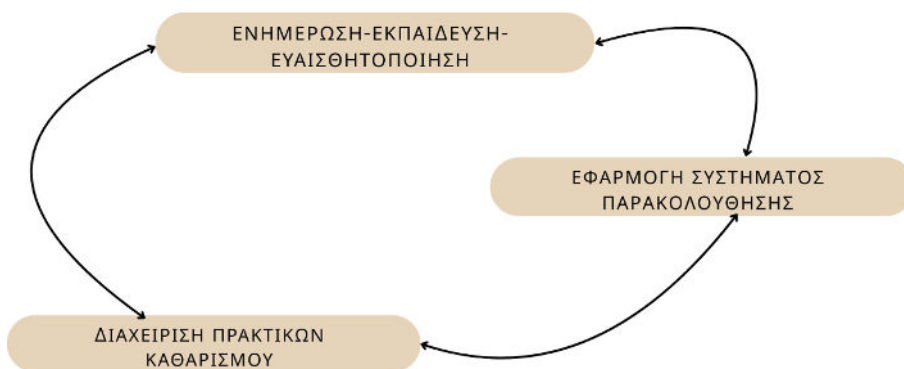 ΕΝΗΜΕΡΩΣΗ-ΕΚΠΑΙΔΕΥΣΗ-
ΕΥΑΙΣΘΗΤΟΠΟΙΗΣΗ
ΕΦΑΡΜΟΓΗ ΣΥΣΤΗΜΑΤΟΣ
ΠΑΡΑΚΟΛΟΥΘΗΣΗΣ
ΔΙΑΧΕΙΡΙΣΗ ΠΡΑΚΤΙΚΩΝ
ΚΑΘΑΡΙΣΜΟΥ